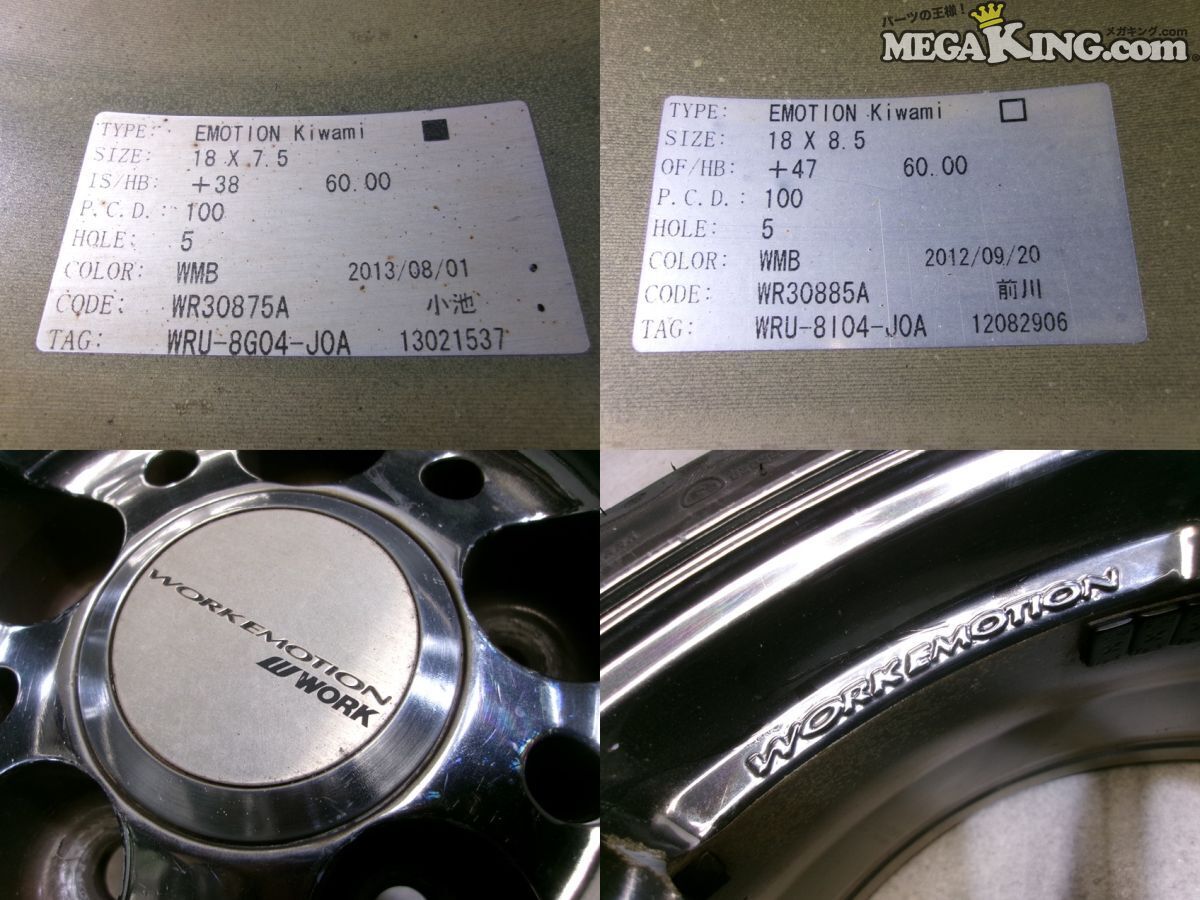 パーツの王様！
メガキング.com
MEGAKING.com®
TYPE: EMOTION Kiwami ■
SIZE: 18 X 7.5
IS/HB: +38 60.00
P.C.D.: 100
HOLE: 5
COLOR: WMB 2013/08/01
CODE: WR30875A 小池
TAG: WRU-8G04-J0A 13021537
TYPE: EMOTION Kiwami □
SIZE: 18 X 8.5
OF/HB: +47 60.00
P.C.D.: 100
HOLE: 5
COLOR: WMB 2012/09/20
CODE: WR30885A 前川
TAG: WRU-8I04-J0A 12082906
WORK EMOTION
WORK
WORK EMOTION